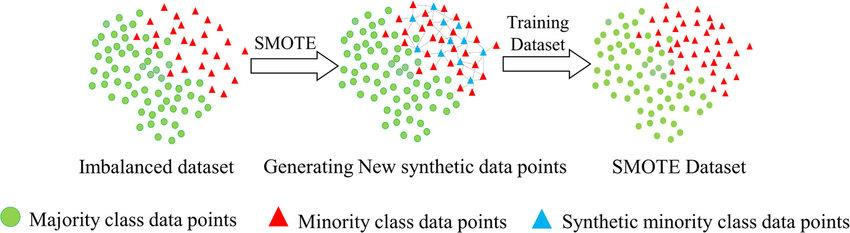 SMOTE
Training
Dataset
Imbalanced dataset
Generating New synthetic data points
SMOTE Dataset
Majority class data points
Minority class data points
Synthetic minority class data points